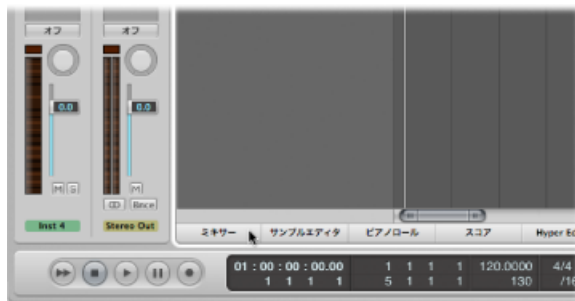 オフ オフ
0.0 0.0
M S M
Bnce
Inst 4 Stereo Out
ミキサー サンプルエディタ ピアノロール スコア Hyper Ed
01 : 00 : 00 : 00.00 1 1 1 1 120.0000 4/4
1 1 1 1 5 1 1 1 130 /16